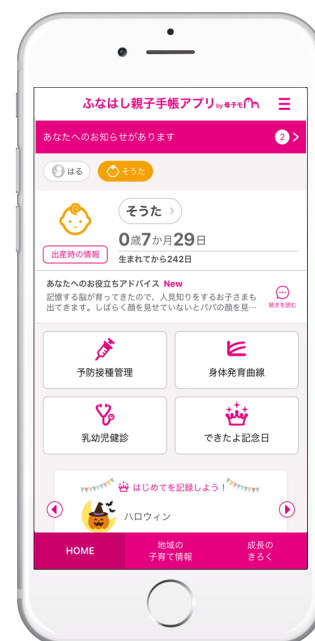 ふなはし親子手帳アプリby母子モ
あなたへのお知らせがあります 2
はる そうた
そうた
0歳7か月29日
出産時の情報
生まれてから242日
あなたへのお役立ちアドバイス New
記憶する脳が育ってきたので、人見知りをするお子さまも
出てきます。しばらく顔を見せていないとパパの顔を見…
続きを読む
予防接種管理
身体発育曲線
乳幼児健診
できたよ記念日
はじめてを記録しよう!
ハロウィン
HOME
地域の
子育て情報
成長の
きろく